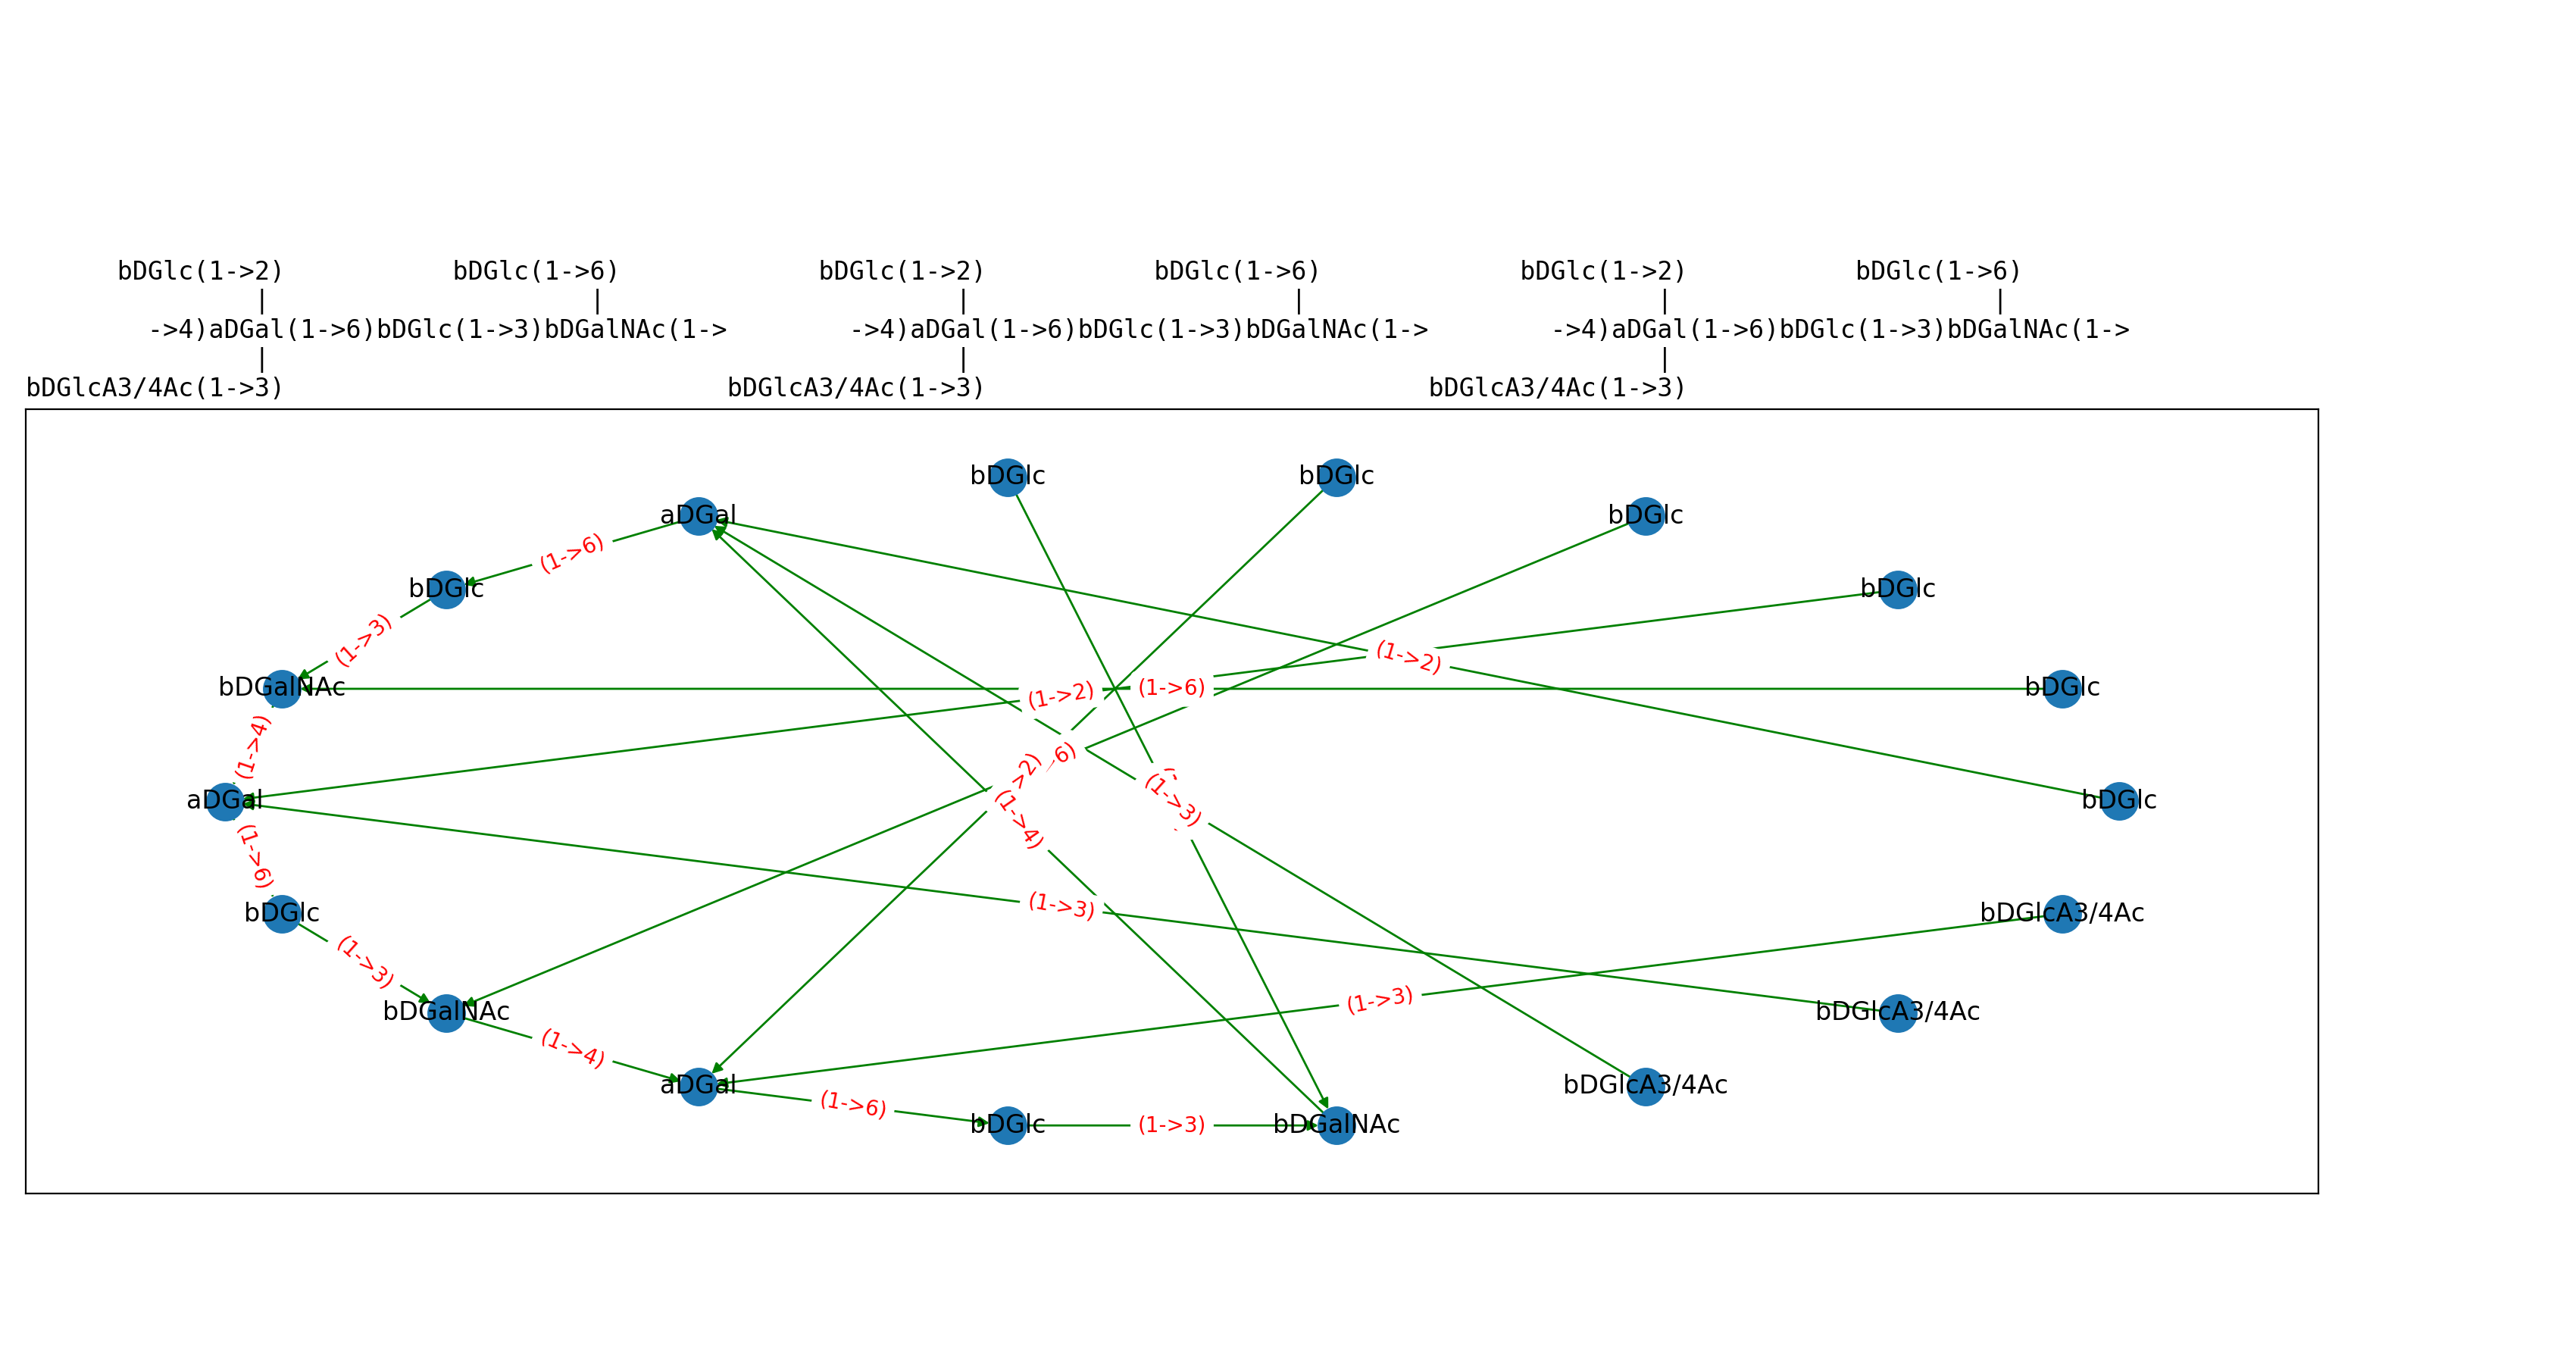 bDGlc(1->2) bDGlc(1->6) bDGlc(1->2) bDGlc(1->6) bDGlc(1->2) bDGlc(1->6)
| | | | | |
->4)aDGal(1->6)bDGlc(1->3)bDGalNAc(1-> ->4)aDGal(1->6)bDGlc(1->3)bDGalNAc(1-> ->4)aDGal(1->6)bDGlc(1->3)bDGalNAc(1->
| | |
bDGlcA3/4Ac(1->3) bDGlcA3/4Ac(1->3) bDGlcA3/4Ac(1->3)
bDGlc bDGlc
aDGal bDGlc
(1->6)
bDGlc bDGlc
(1->3) (1->2)
bDGalNAc (1->2) (1->6) bDGlc
(1->4)
aDGal (1->3) bDGlc
(1->4)
(1->6)
bDGlc (1->3) bDGlcA3/4Ac
(1->3) (1->3)
bDGalNAc bDGlcA3/4Ac
(1->4)
aDGal (1->6) bDGlcA3/4Ac
bDGlc (1->3) bDGalNAc